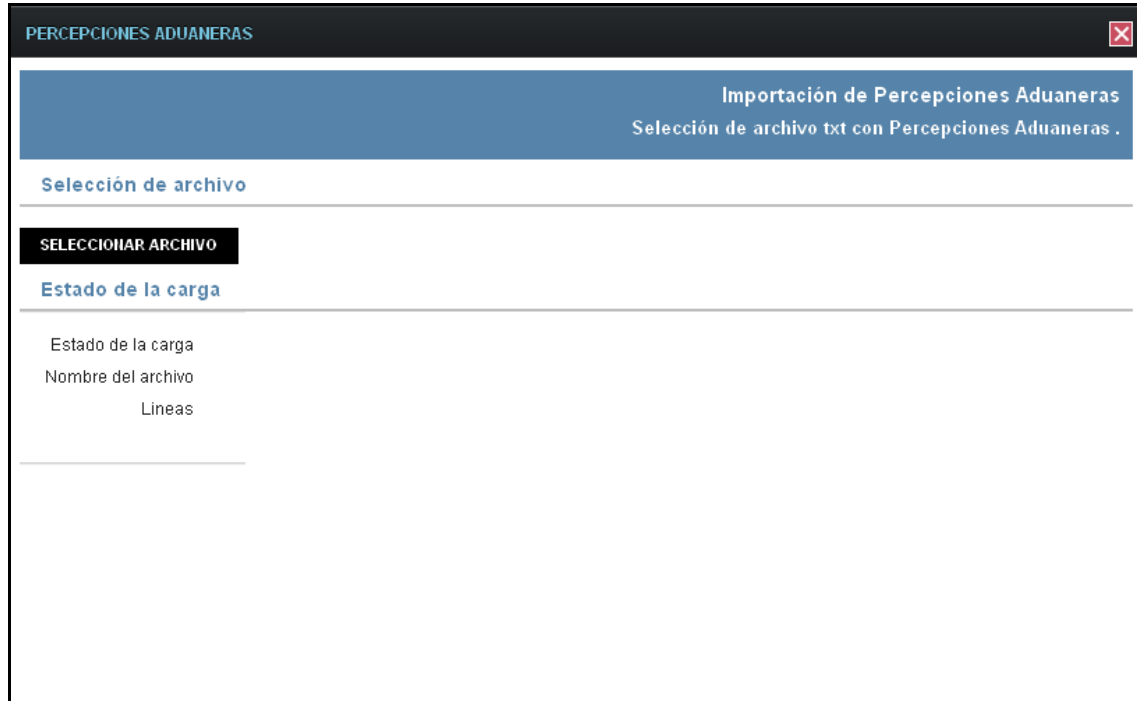 PERCEPCIONES ADUANERAS
Importación de Percepciones Aduaneras
Selección de archivo txt con Percepciones Aduaneras .
Selección de archivo
SELECCIONAR ARCHIVO
Estado de la carga
Estado de la carga
Nombre del archivo
Lineas